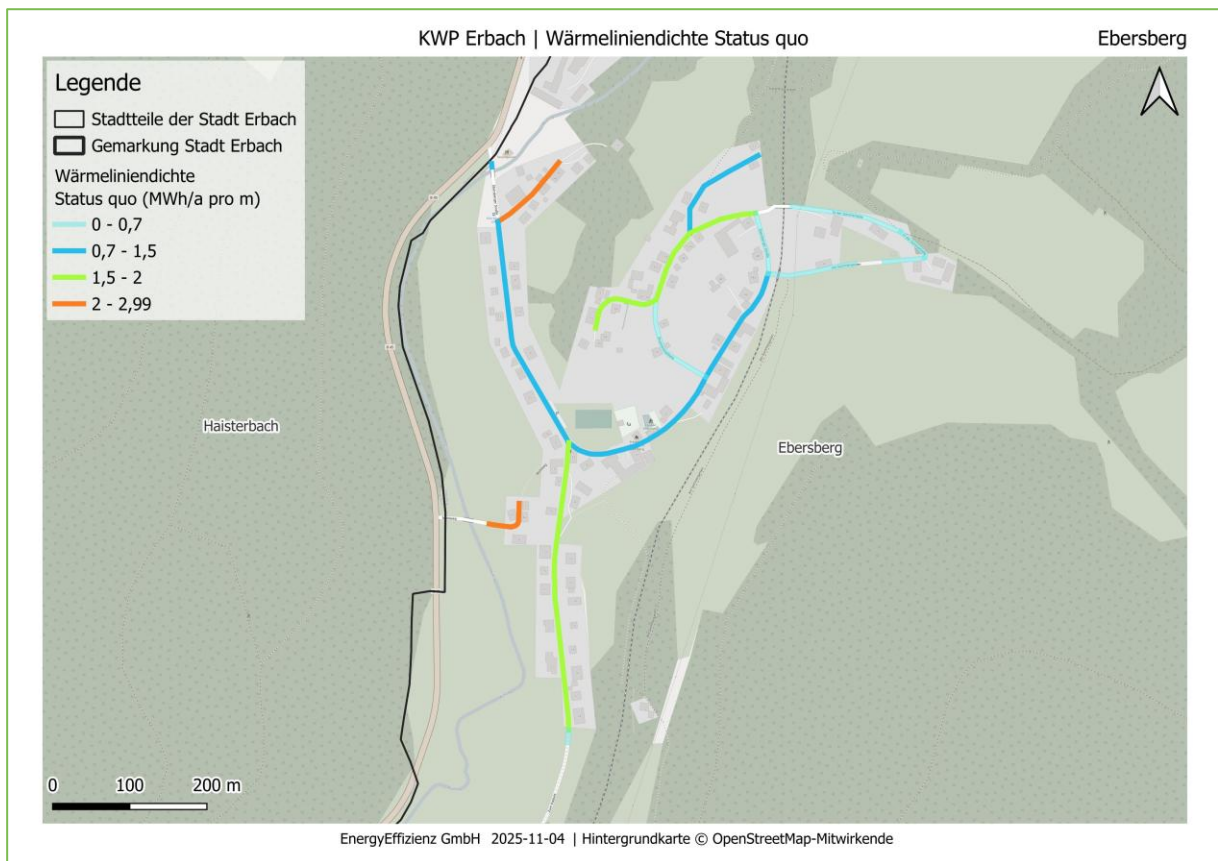 KWP Erbach | Wärmeliniendichte Status quo
Ebersberg
Legende
Stadtteile der Stadt Erbach
Gemarkung Stadt Erbach
Wärmeliniendichte
Status quo (MWh/a pro m)
0 - 0,7
0,7 - 1,5
1,5 - 2
2 - 2,99
Haisterbach
Ebersberg
0 100 200 m
EnergyEffizienz GmbH 2025-11-04 | Hintergrundkarte © OpenStreetMap-Mitwirkende